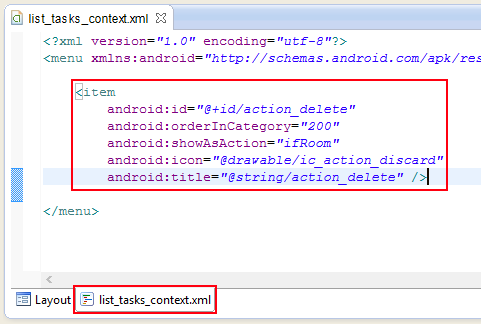 list_tasks_context.xml
<?xml version="1.0" encoding="utf-8"?>
<menu xmlns:android="http://schemas.android.com/apk/res
<item
android:id="@+id/action_delete"
android:orderInCategory="200"
android:showAsAction="ifRoom"
android:icon="@drawable/ic_action_discard"
android:title="@string/action_delete" />
</menu>
Layout list_tasks_context.xml